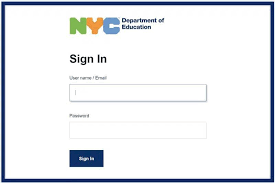 NYC Department of
Education
Sign In
User name / Email
Password
Sign In